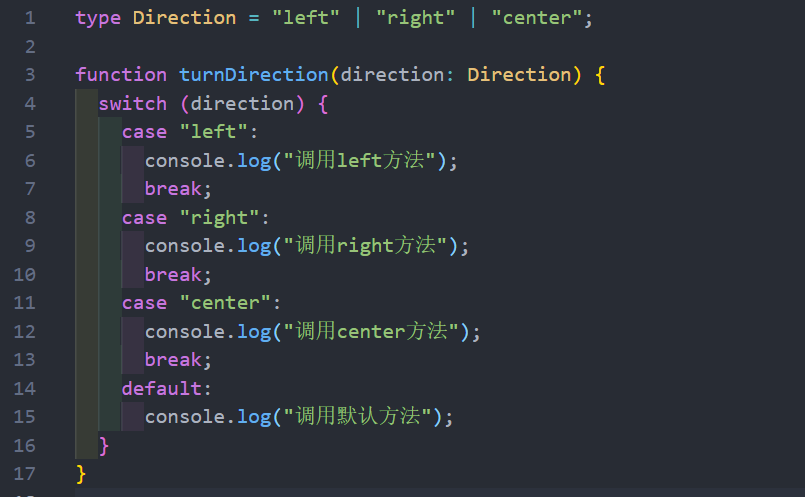 1 type Direction = "left" | "right" | "center";
2
3 function turnDirection(direction: Direction) {
4 switch (direction) {
5 case "left":
6 console.log("调用left方法");
7 break;
8 case "right":
9 console.log("调用right方法");
10 break;
11 case "center":
12 console.log("调用center方法");
13 break;
14 default:
15 console.log("调用默认方法");
16 }
17 }